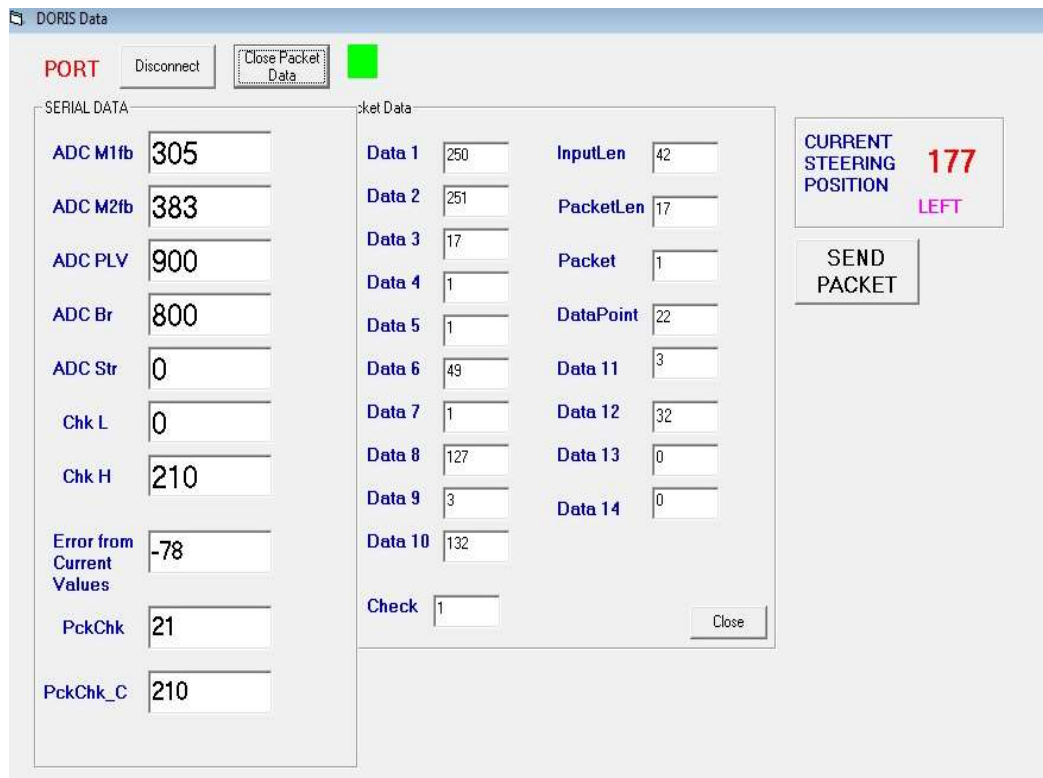 DORIS Data
PORT
Disconnect
Close Packet
Data
SERIAL DATA
ADC M1fb 305
ADC M2fb 383
ADC PLV 900
ADC Br 800
ADC Str 0
Chk L 0
Chk H 210
Error from
Current
Values
-78
PckChk 21
PckChk_C 210
cket Data
Data 1 250
Data 2 251
Data 3 17
Data 4 1
Data 5 1
Data 6 49
Data 7 1
Data 8 127
Data 9 3
Data 10 132
Check 1
InputLen 42
PacketLen 17
Packet 1
DataPoint 22
Data 11 3
Data 12 32
Data 13 0
Data 14 0
Close
CURRENT
STEERING
POSITION
177
LEFT
SEND
PACKET